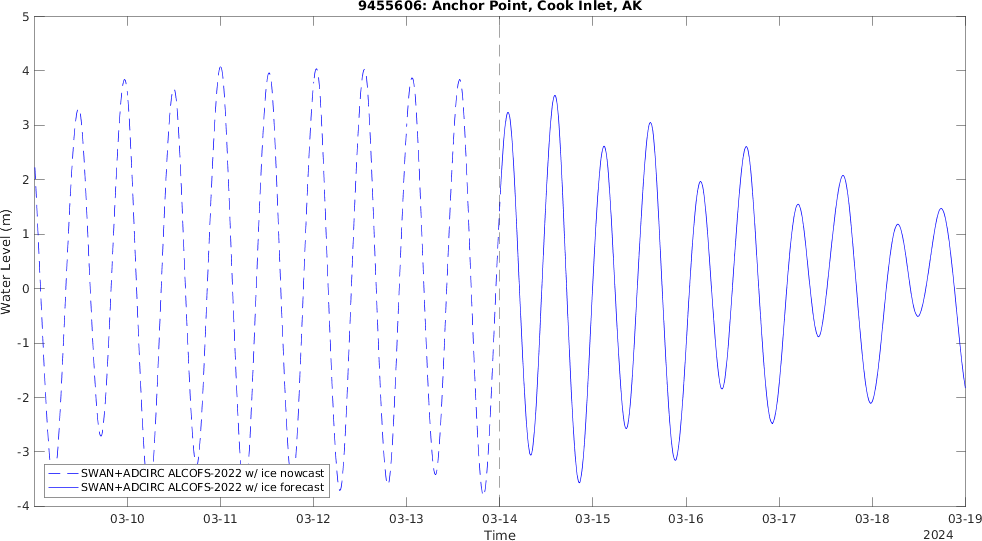 9455606: Anchor Point, Cook Inlet, AK
5
4
3
2
1
0
-1
-2
-3
-4
Water Level (m)
SWAN+ADCIRC ALCOFS-2022 w/ ice nowcast
SWAN+ADCIRC ALCOFS-2022 w/ ice forecast
03-10 03-11 03-12 03-13 03-14 03-15 03-16 03-17 03-18 03-19
Time
2024